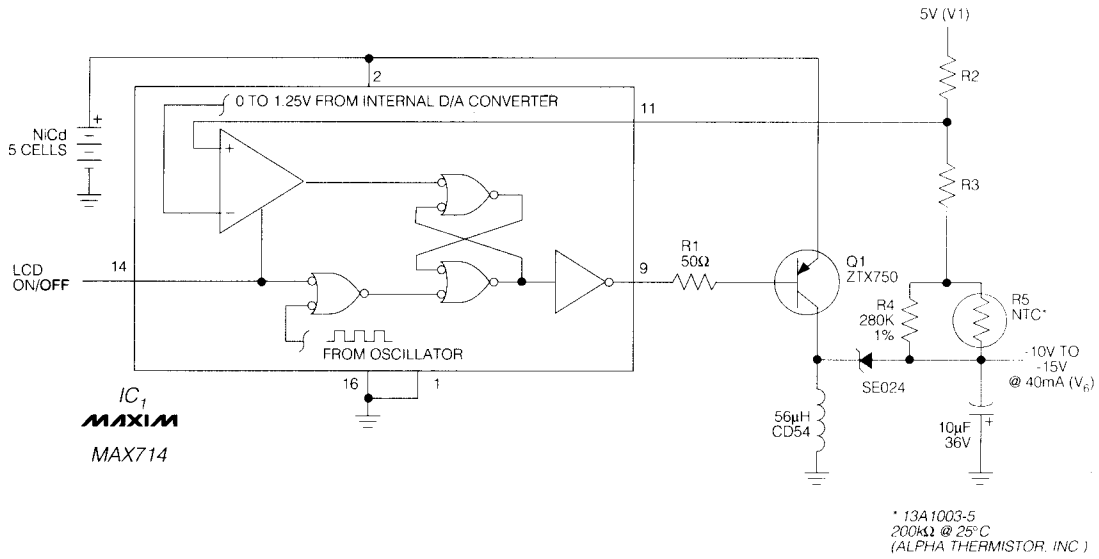 5V (V1)
R2
2
0 TO 1.25V FROM INTERNAL D/A CONVERTER
11
+
NiCd
5 CELLS
+
−
R3
R1
50Ω
LCD
ON/OFF
14
9
Q1
ZTX750
R4
280K
1%
R5
NTC*
FROM OSCILLATOR
-10V TO
-15V
@ 40mA (V6)
16
1
SE024
IC1
MAXIM
MAX714
56µH
CD54
10µF
36V
+
* 13A1003-5
200kΩ @ 25°C
(ALPHA THERMISTOR, INC )